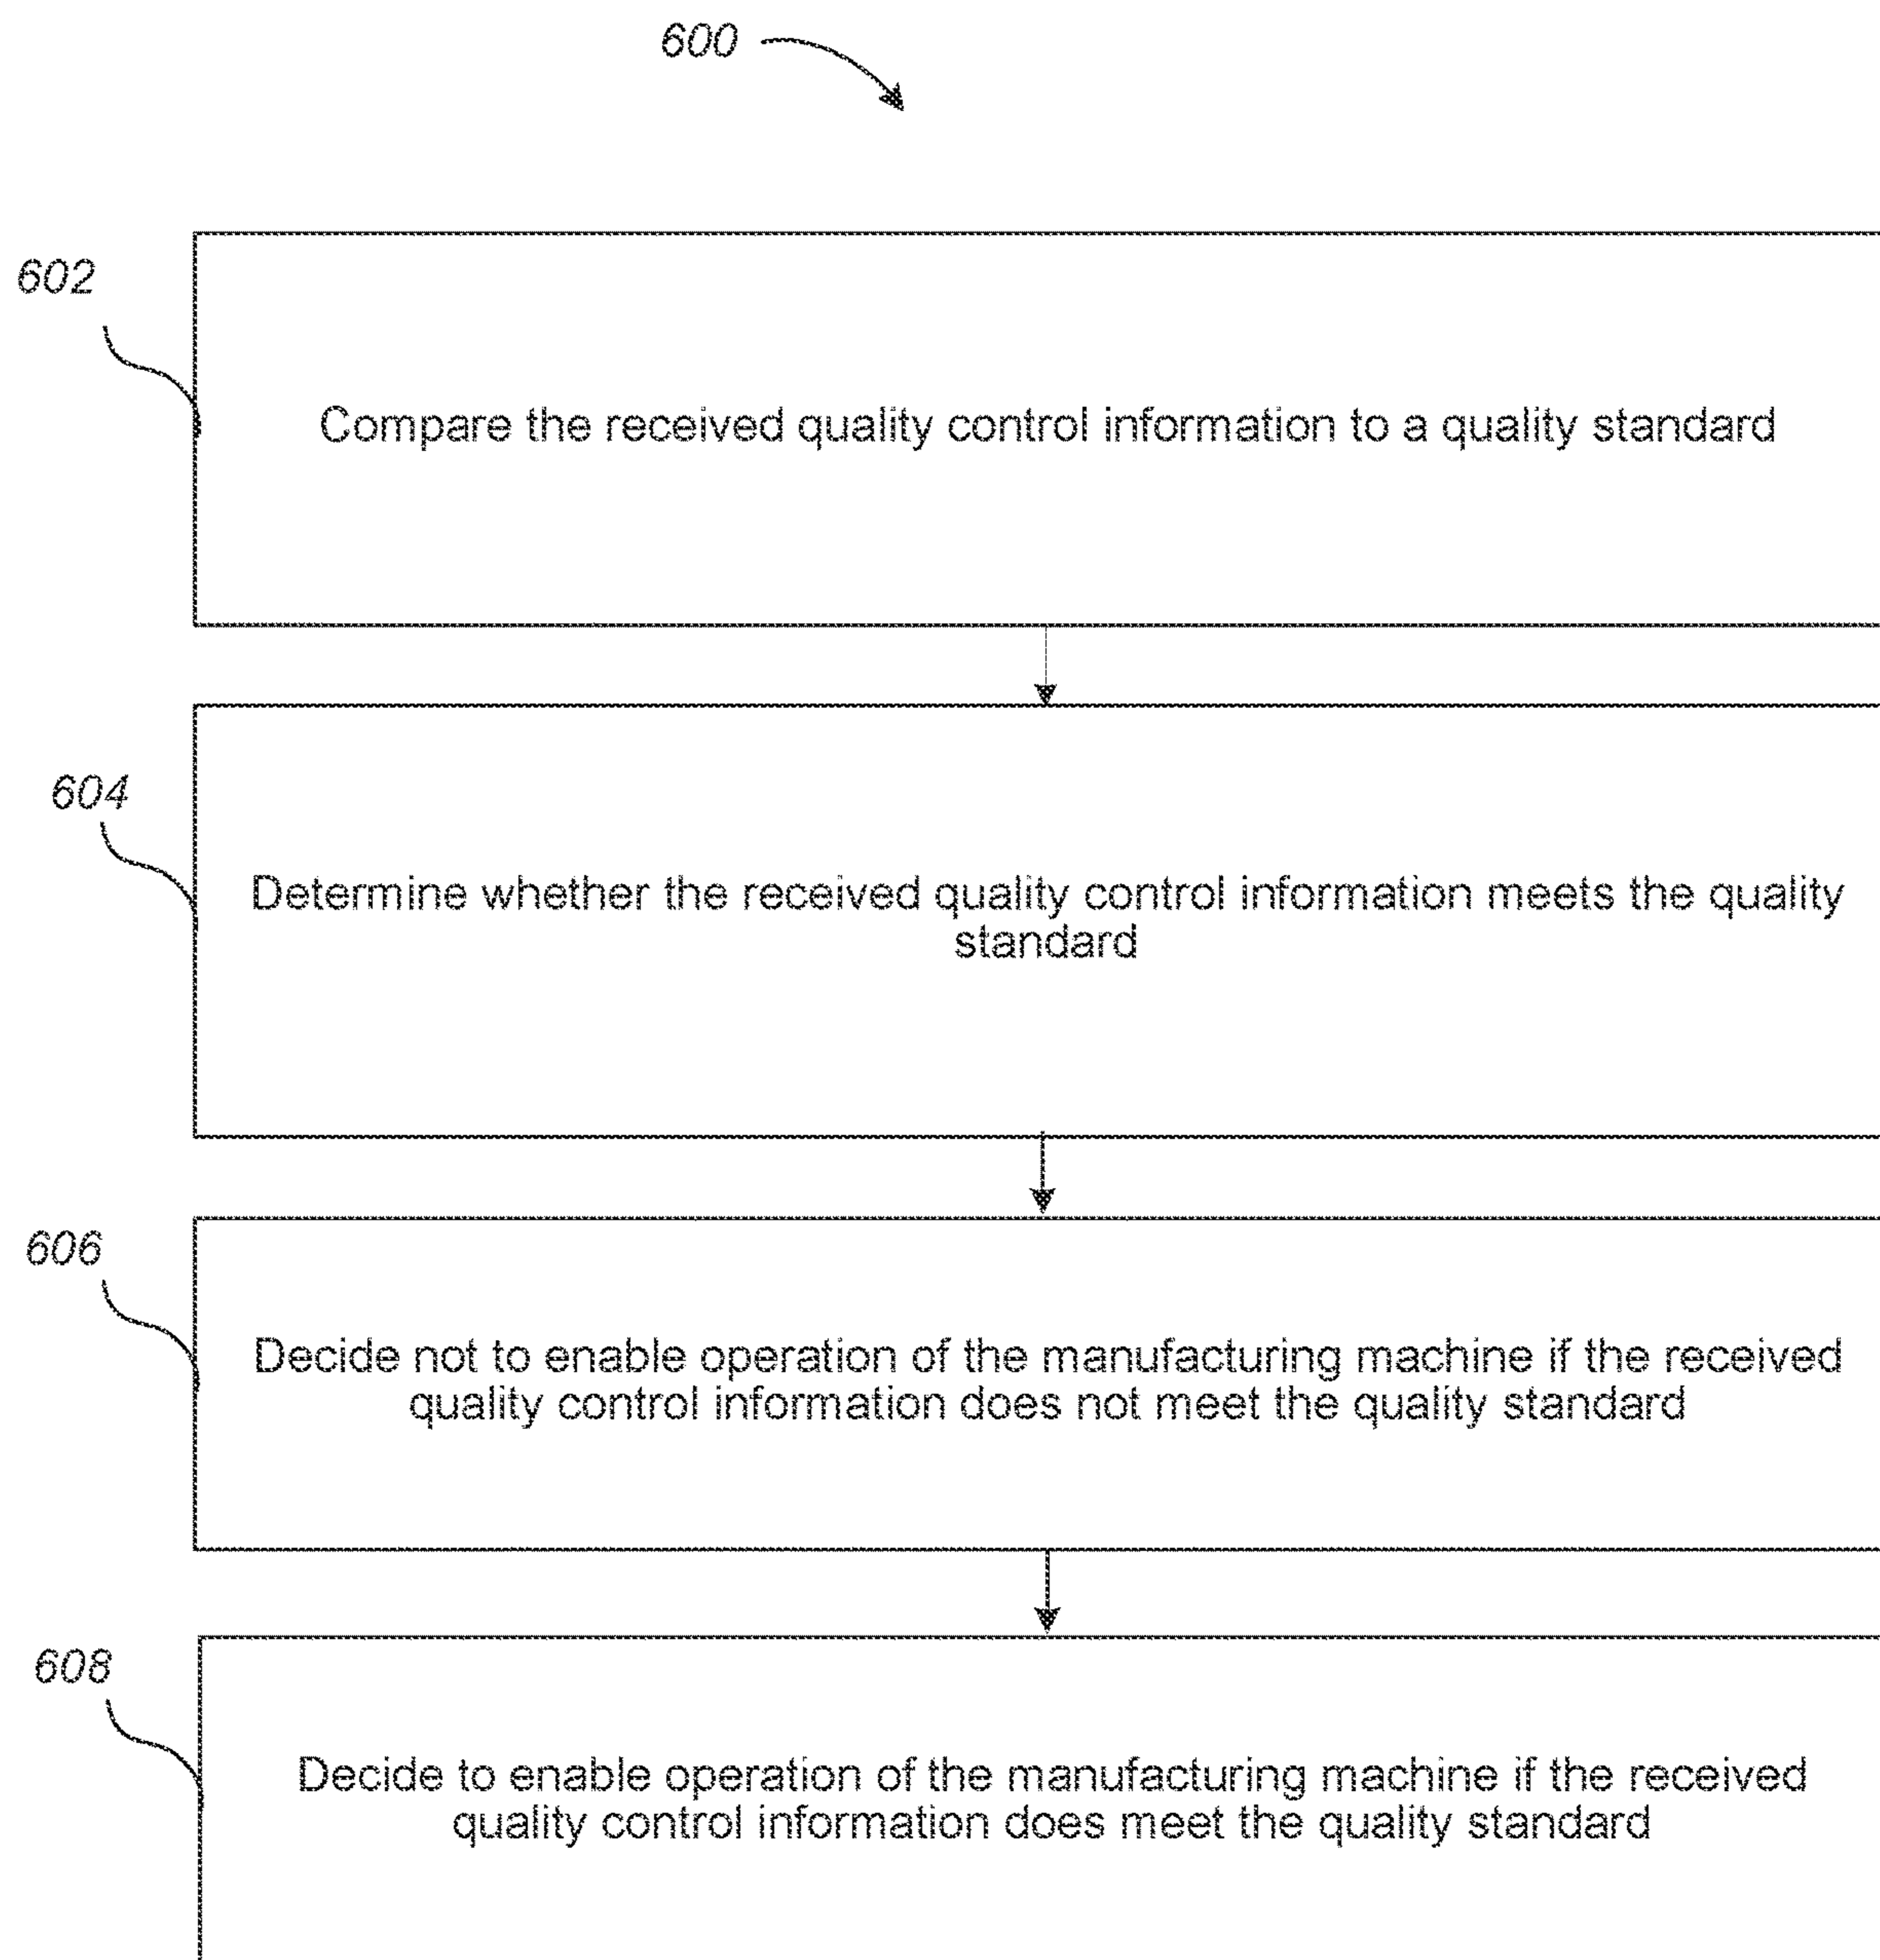 600
602
Compare the received quality control information to a quality standard
604
Determine whether the received quality control information meets the quality
standard
606
Decide not to enable operation of the manufacturing machine if the received
quality control information does not meet the quality standard
608
Decide to enable operation of the manufacturing machine if the received
quality control information does meet the quality standard